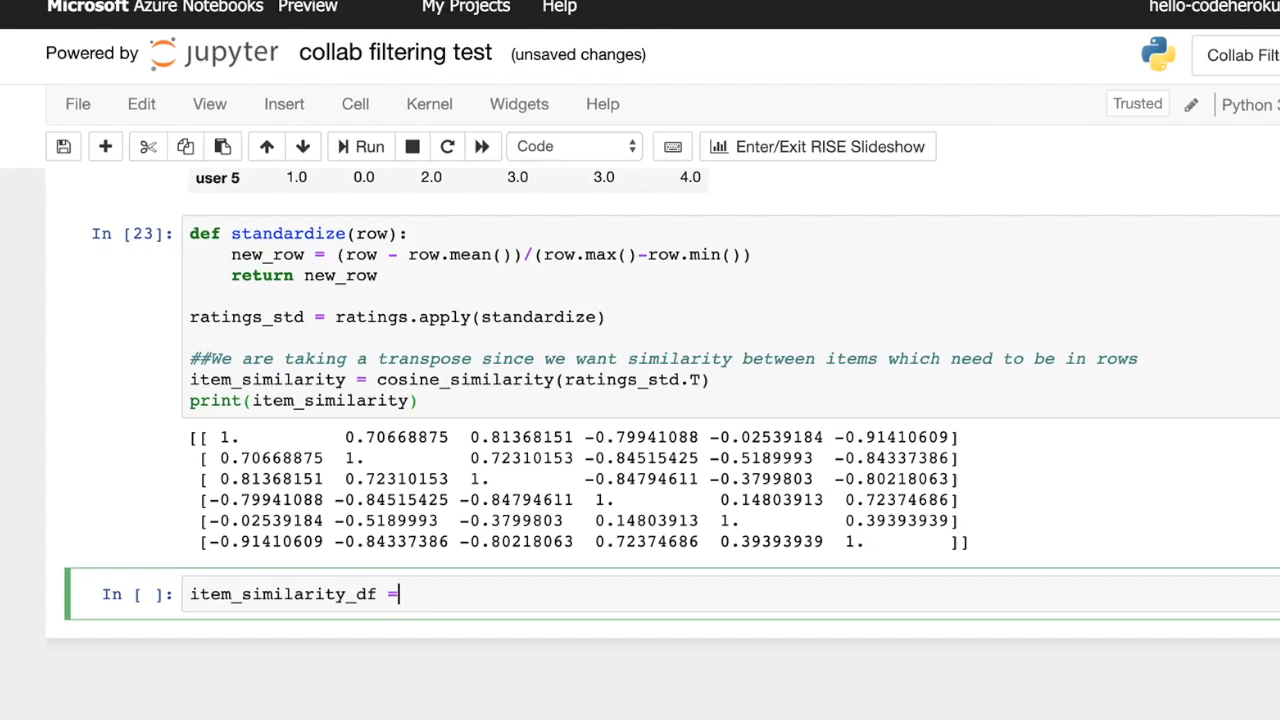 Microsoft Azure Notebooks Preview My Projects Help hello-codeheroku
Powered by jupyter collab filtering test (unsaved changes) Collab Filt
File Edit View Insert Cell Kernel Widgets Help Trusted Python 3
Run Code Enter/Exit RISE Slideshow
user 5 1.0 0.0 2.0 3.0 3.0 4.0
In [23]: def standardize(row):
new_row = (row - row.mean())/(row.max()-row.min())
return new_row
ratings_std = ratings.apply(standardize)
##We are taking a transpose since we want similarity between items which need to be in rows
item_similarity = cosine_similarity(ratings_std.T)
print(item_similarity)
[[ 1. 0.70668875 0.81368151 -0.79941088 -0.02539184 -0.91410609]
[ 0.70668875 1. 0.72310153 -0.84515425 -0.5189993 -0.84337386]
[ 0.81368151 0.72310153 1. -0.84794611 -0.3799803 -0.80218063]
[-0.79941088 -0.84515425 -0.84794611 1. 0.14803913 0.72374686]
[-0.02539184 -0.5189993 -0.3799803 0.14803913 1. 0.39393939]
[-0.91410609 -0.84337386 -0.80218063 0.72374686 0.39393939 1. ]]
In [ ]: item_similarity_df =